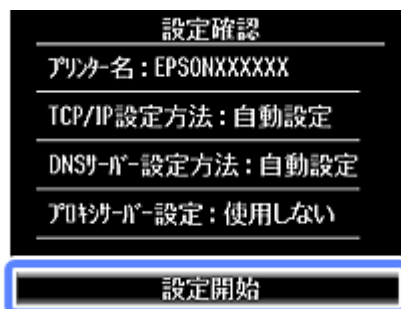 設定確認
プリンター名：EPSONXXXXXX
TCP/IP設定方法：自動設定
DNSサーバー設定方法：自動設定
プロキシサーバー設定：使用しない
設定開始